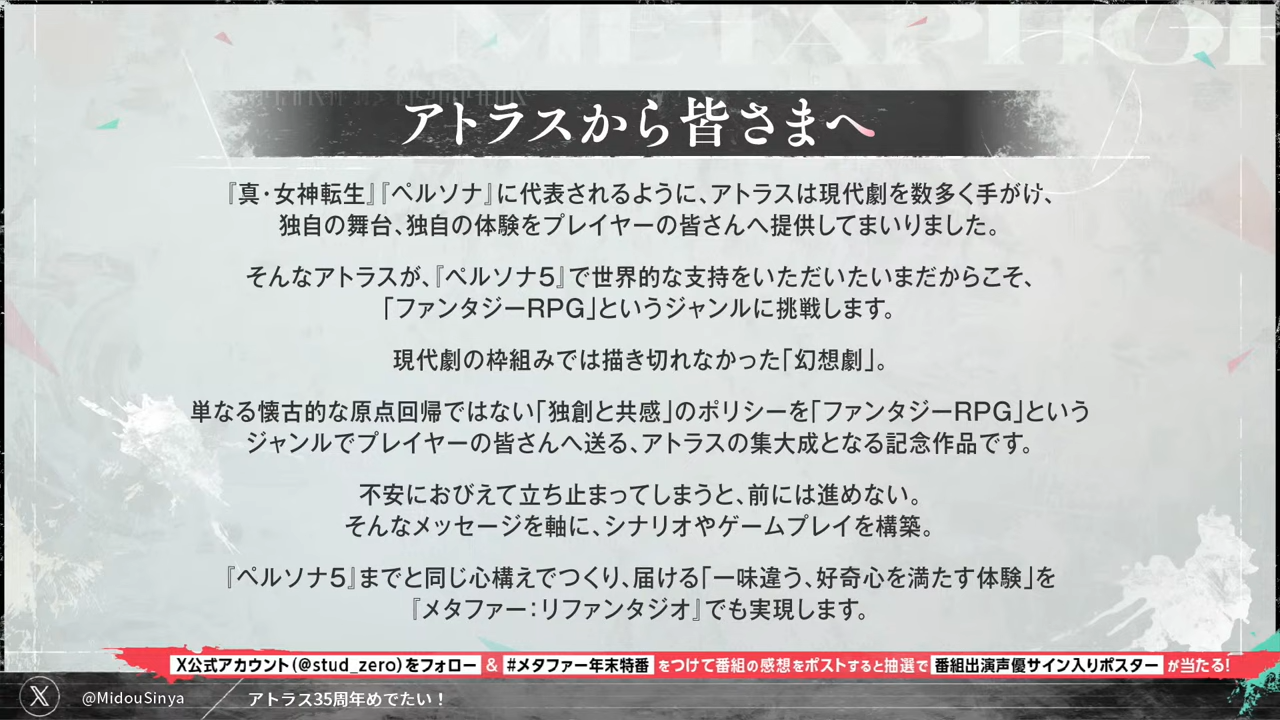 METAPHOR
アトラスから皆さまへ
『真・女神転生』『ペルソナ』に代表されるように、アトラスは現代劇を数多く手がけ、
独自の舞台、独自の体験をプレイヤーの皆さんへ提供してまいりました。
そんなアトラスが、『ペルソナ5』で世界的な支持をいただいたいまだからこそ、
「ファンタジーRPG」というジャンルに挑戦します。
現代劇の枠組みでは描き切れなかった「幻想劇」。
単なる懐古的な原点回帰ではない「独創と共感」のポリシーを「ファンタジーRPG」という
ジャンルでプレイヤーの皆さんへ送る、アトラスの集大成となる記念作品です。
不安におびえて立ち止まってしまうと、前には進めない。
そんなメッセージを軸に、シナリオやゲームプレイを構築。
『ペルソナ5』までと同じ心構えでつくり、届ける「一味違う、好奇心を満たす体験」を
『メタファー：リファンタジオ』でも実現します。
X公式アカウント(@stud_zero)をフォロー & #メタファー年末特番 をつけて番組の感想をポストすると抽選で 番組出演声優サイン入りポスター が当たる!
@MidouSinya アトラス35周年めでたい！